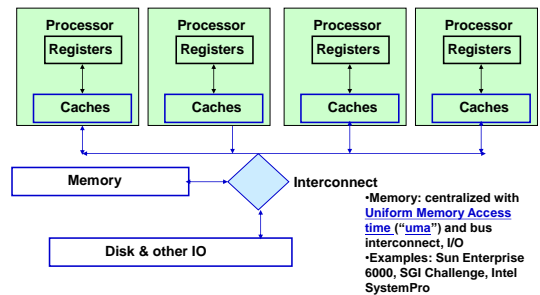 Processor Processor Processor Processor
Registers Registers Registers Registers
Caches Caches Caches Caches
Memory
Interconnect
•Memory: centralized with
Uniform Memory Access
time (“uma”) and bus
interconnect, I/O
•Examples: Sun Enterprise
6000, SGI Challenge, Intel
SystemPro
Disk & other IO